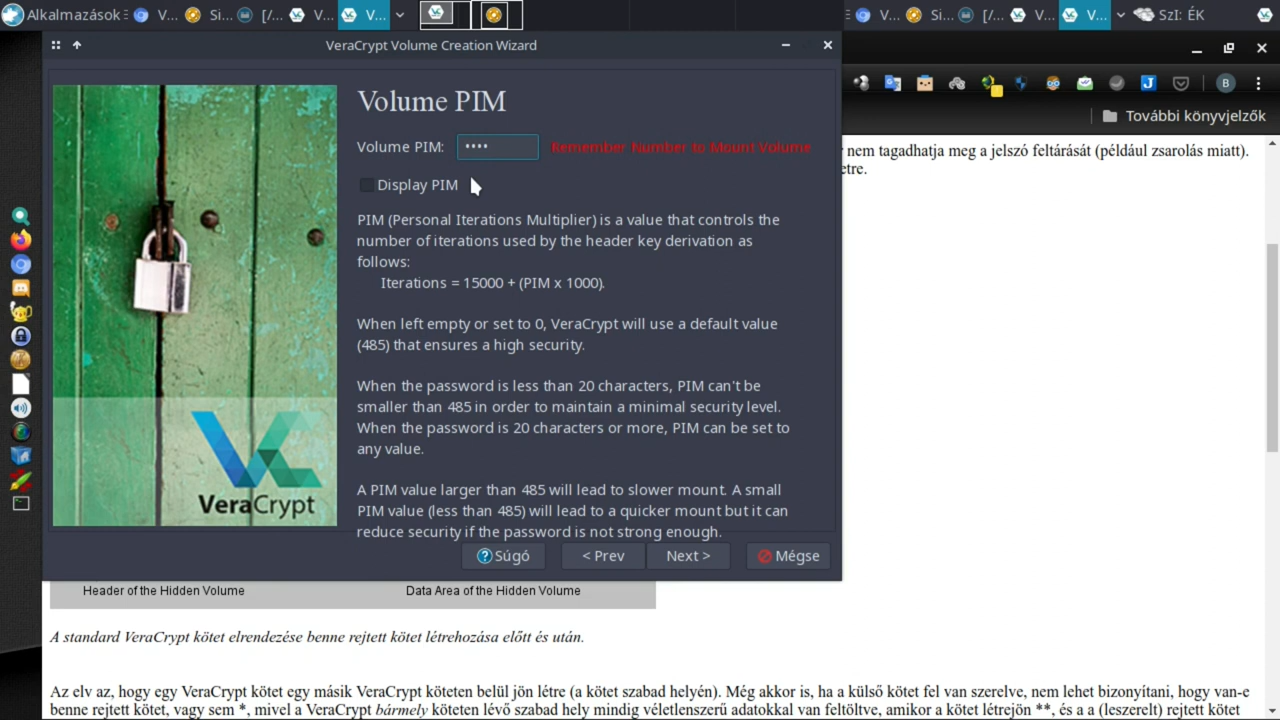 Alkalmazások V... Si... [/... V... V... V... Si... [/... V... V... SzI: ÉK
VeraCrypt Volume Creation Wizard
B
További könyvjelzők
Volume PIM
Volume PIM: •••• Remember Number to Mount Volume
nem tagadhatja meg a jelszó feltárását (például zsarolás miatt).
etre.
Display PIM
PIM (Personal Iterations Multiplier) is a value that controls the
number of iterations used by the header key derivation as
follows:
Iterations = 15000 + (PIM x 1000).
When left empty or set to 0, VeraCrypt will use a default value
(485) that ensures a high security.
When the password is less than 20 characters, PIM can't be
smaller than 485 in order to maintain a minimal security level.
When the password is 20 characters or more, PIM can be set to
any value.
A PIM value larger than 485 will lead to slower mount. A small
PIM value (less than 485) will lead to a quicker mount but it can
reduce security if the password is not strong enough.
VeraCrypt
Súgó < Prev Next > Mégse
Header of the Hidden Volume Data Area of the Hidden Volume
A standard VeraCrypt kötet elrendezése benne rejtett kötet létrehozása előtt és után.
Az elv az, hogy egy VeraCrypt kötet egy másik VeraCrypt köteten belül jön létre (a kötet szabad helyén). Még akkor is, ha a külső kötet fel van szerelve, nem lehet bizonyítani, hogy van-e
benne rejtett kötet, vagy sem *, mivel a VeraCrypt bármely köteten lévő szabad hely mindig véletlenszerű adatokkal van feltöltve, amikor a kötet létrejön **, és a a (leszerelt) rejtett kötet